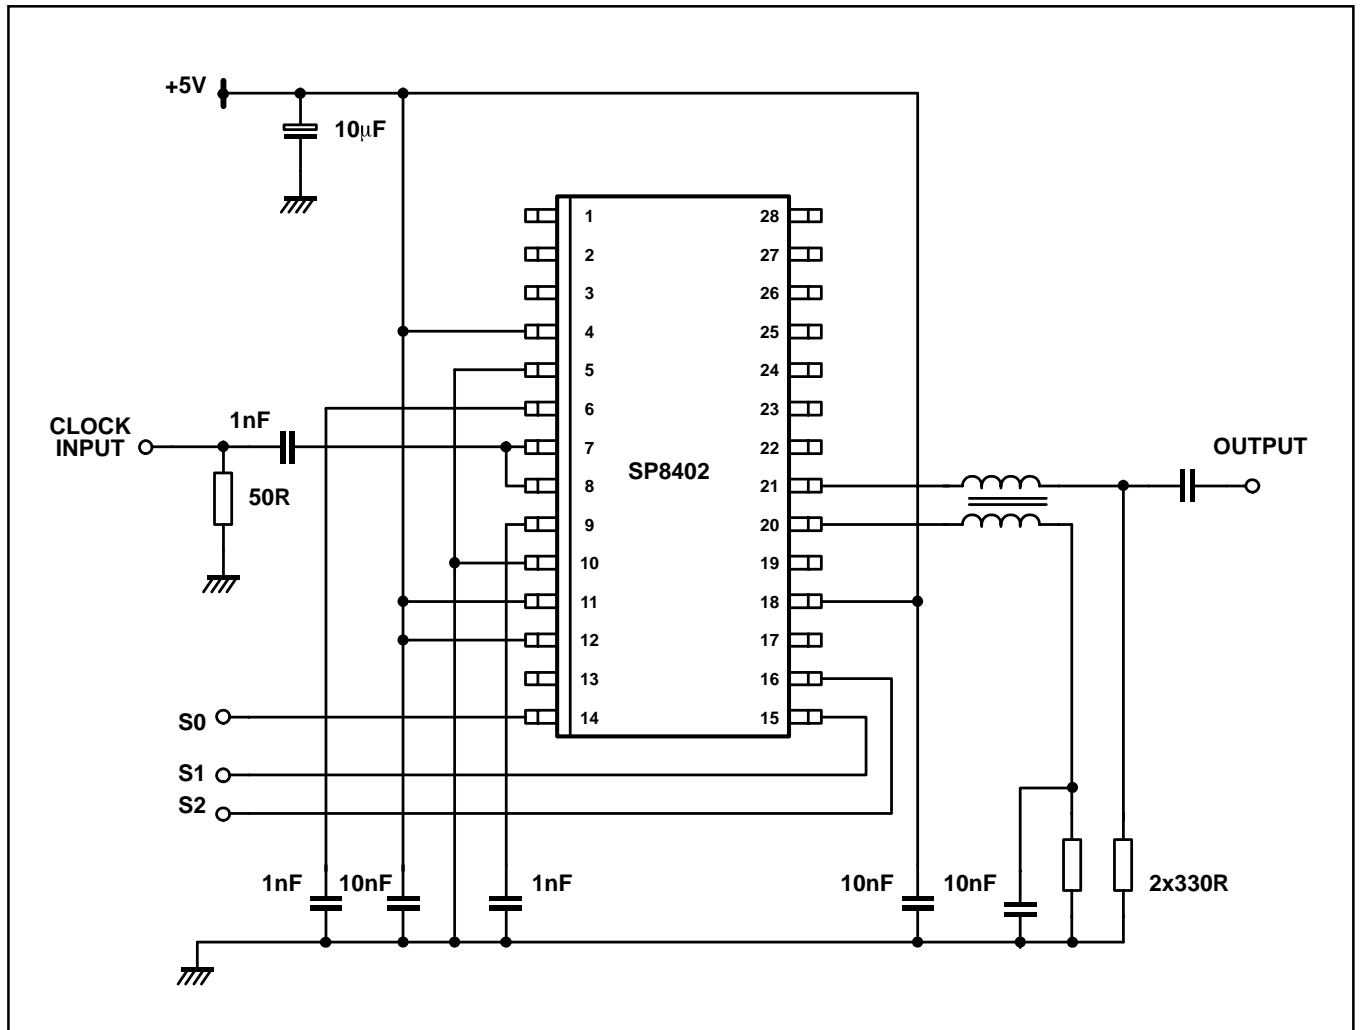 +5V
10µF
1 28
2 27
3 26
4 25
5 24
6 23
CLOCK
INPUT
1nF
7 22
OUTPUT
SP8402
50R
8 21
9 20
10 19
11 18
12 17
13 16
S0
14 15
S1
S2
1nF 10nF 1nF 10nF 10nF 2x330R